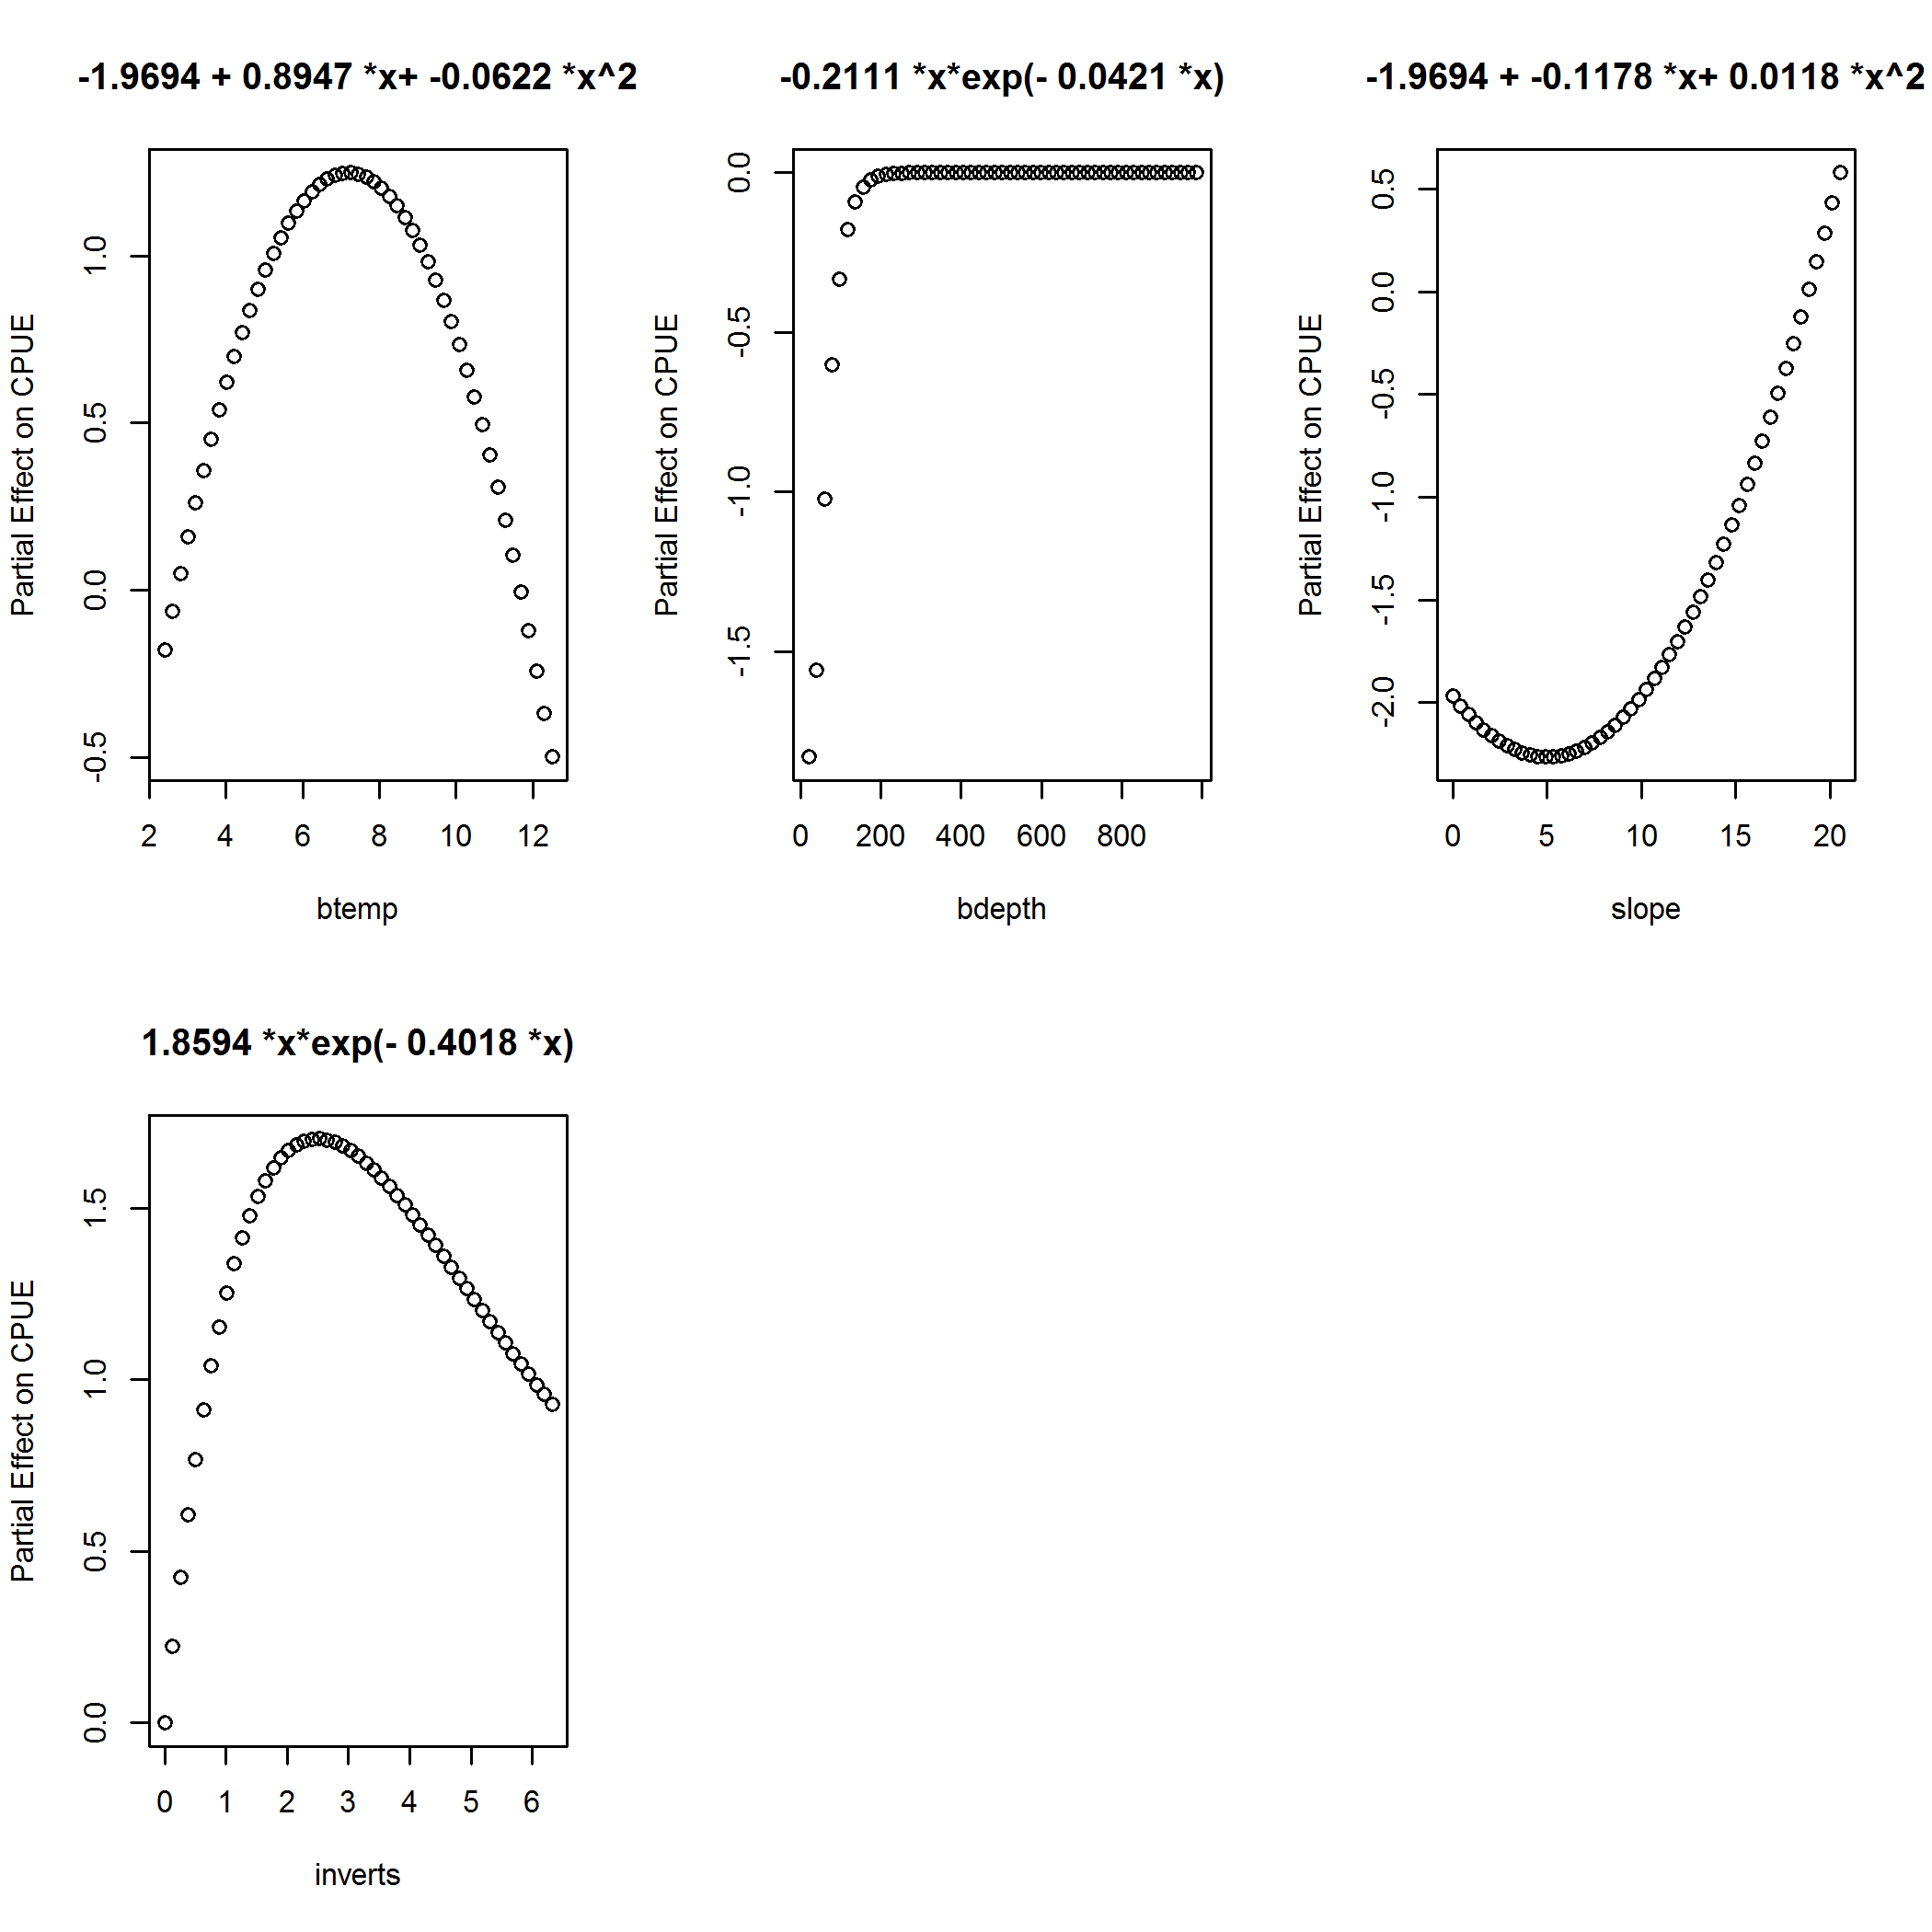 -1.9694 + 0.8947 *x+ -0.0622 *x^2
Partial Effect on CPUE
-0.5 0.0 0.5 1.0
2 4 6 8 10 12
btemp
-0.2111 *x*exp(- 0.0421 *x)
Partial Effect on CPUE
-1.5 -1.0 -0.5 0.0
0 200 400 600 800
bdepth
-1.9694 + -0.1178 *x+ 0.0118 *x^2
Partial Effect on CPUE
-2.0 -1.5 -1.0 -0.5 0.0 0.5
0 5 10 15 20
slope
1.8594 *x*exp(- 0.4018 *x)
Partial Effect on CPUE
0.0 0.5 1.0 1.5
0 1 2 3 4 5 6
inverts